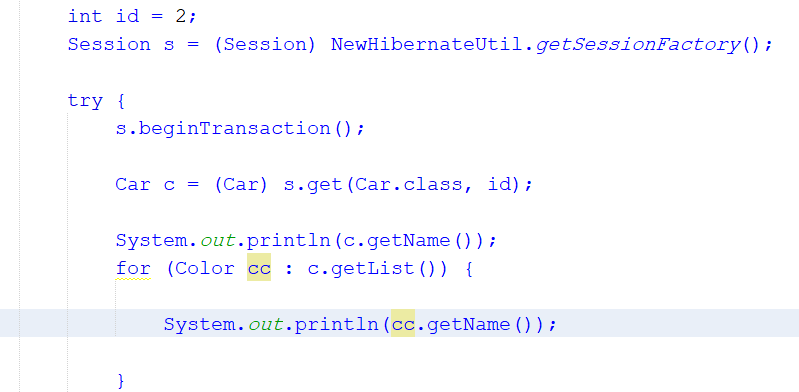 int id = 2;
Session s = (Session) NewHibernateUtil.getSessionFactory();
try {
s.beginTransaction();
Car c = (Car) s.get(Car.class, id);
System.out.println(c.getName());
for (Color cc : c.getList()) {
System.out.println(cc.getName());
}